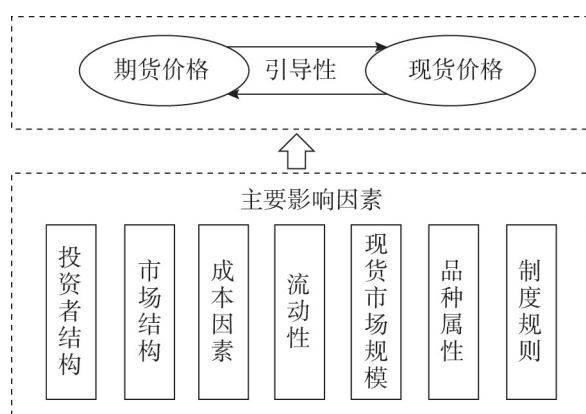 期货价格 引导性 现货价格
主要影响因素
投资者结构
市场结构
成本因素
流动性
现货市场规模
品种属性
制度规则